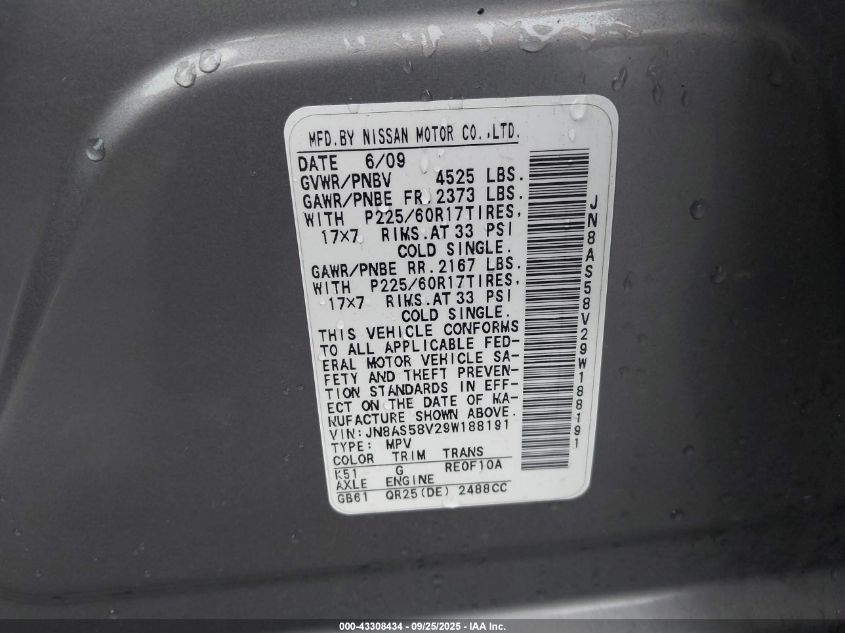 MFD.BY NISSAN MOTOR CO.,LTD.
DATE 6/09
GVWR/PNBV 4525 LBS.
GAWR/PNBE FR.2373 LBS.
WITH P225/60R17TIRES,
17×7 RIMS.AT 33 PSI
COLD SINGLE.
GAWR/PNBE RR.2167 LBS.
WITH P225/60R17TIRES,
17×7 RIMS.AT 33 PSI
COLD SINGLE.
THIS VEHICLE CONFORMS
TO ALL APPLICABLE FED-
ERAL MOTOR VEHICLE SA-
FETY AND THEFT PREVEN-
TION STANDARDS IN EFF-
ECT ON THE DATE OF MA-
NUFACTURE SHOWN ABOVE.
VIN:JN8AS58V29W188191
TYPE: MPV
COLOR TRIM TRANS
K51 G RE0F10A
AXLE ENGINE
GB61 QR25(DE) 2488CC
JN8AS58V29W188191
000-43308434 - 09/25/2025 - IAA Inc.